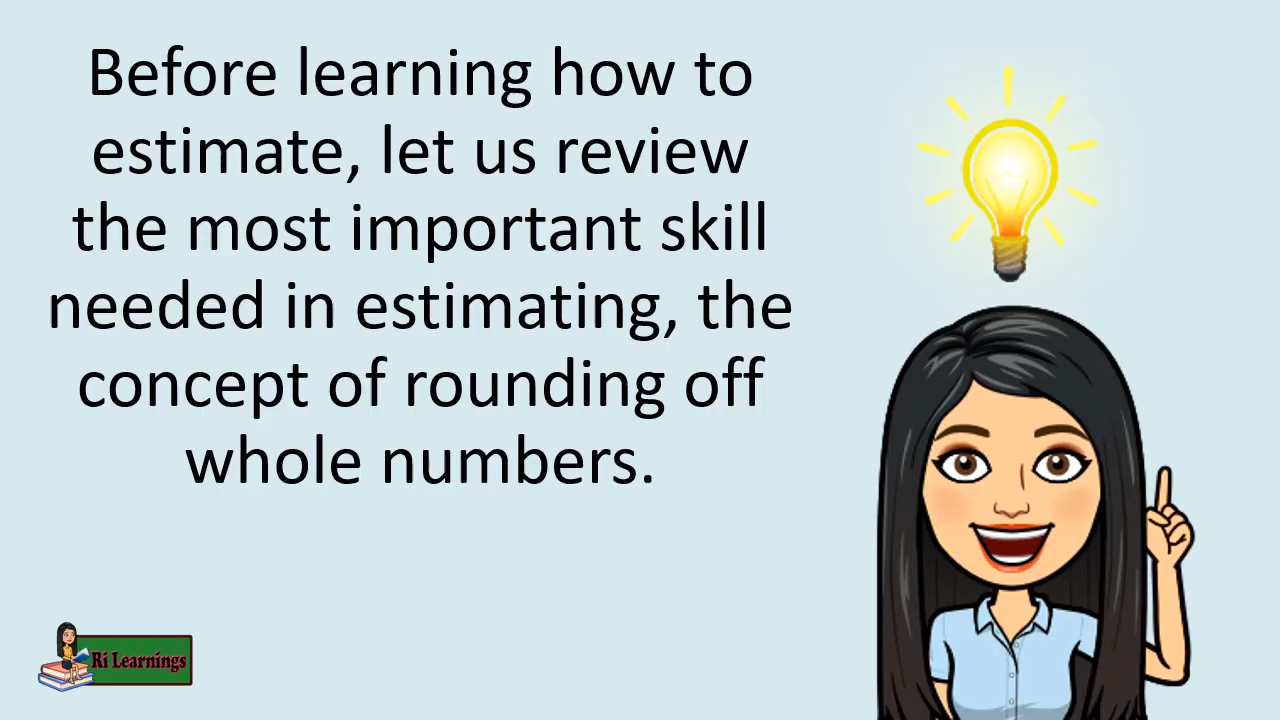 Before learning how to
estimate, let us review
the most important skill
needed in estimating, the
concept of rounding off
whole numbers.
Ri Learnings